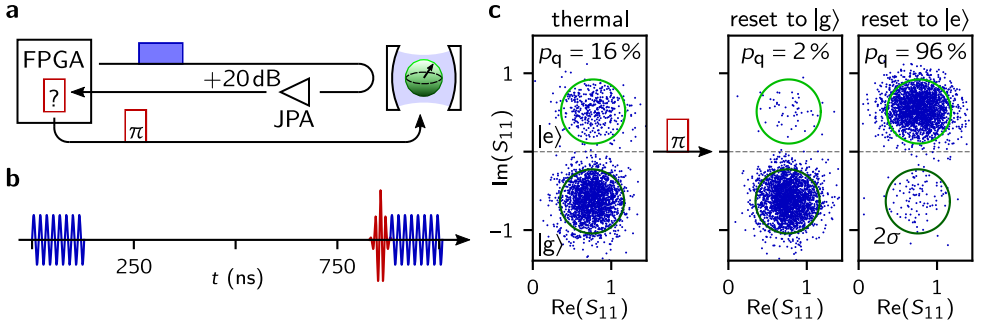 a
FPGA
?
π
+20 dB
JPA
b
250
750
t (ns)
c
thermal
reset to |g⟩
reset to |e⟩
p_q = 16 %
p_q = 2 %
p_q = 96 %
Im(S₁₁)
1
−1
|e⟩
|g⟩
π
2σ
0
1
0
1
0
1
Re(S₁₁)
Re(S₁₁)
Re(S₁₁)